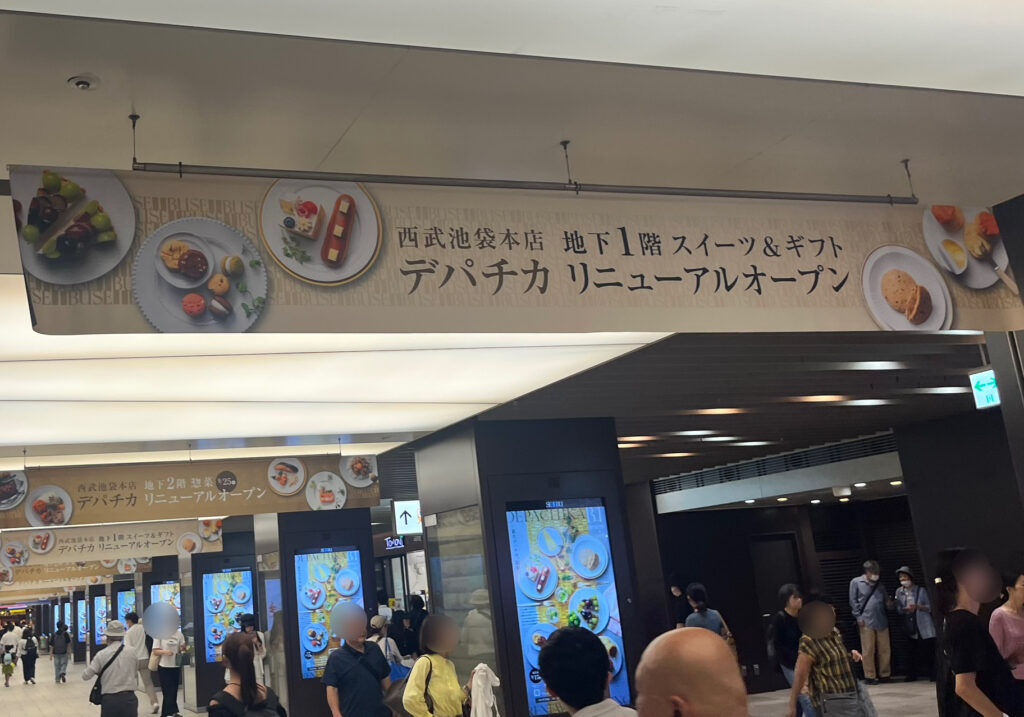 西武池袋本店 地下1階 スイーツ&ギフト
デパチカ リニューアルオープン
西武池袋本店 地下2階 惣菜
デパチカ リニューアルオープン
西武池袋本店 地下1階 スイーツ&ギフト
デパチカ リニューアルオープン
SEIBU
DEPACHIKA B1